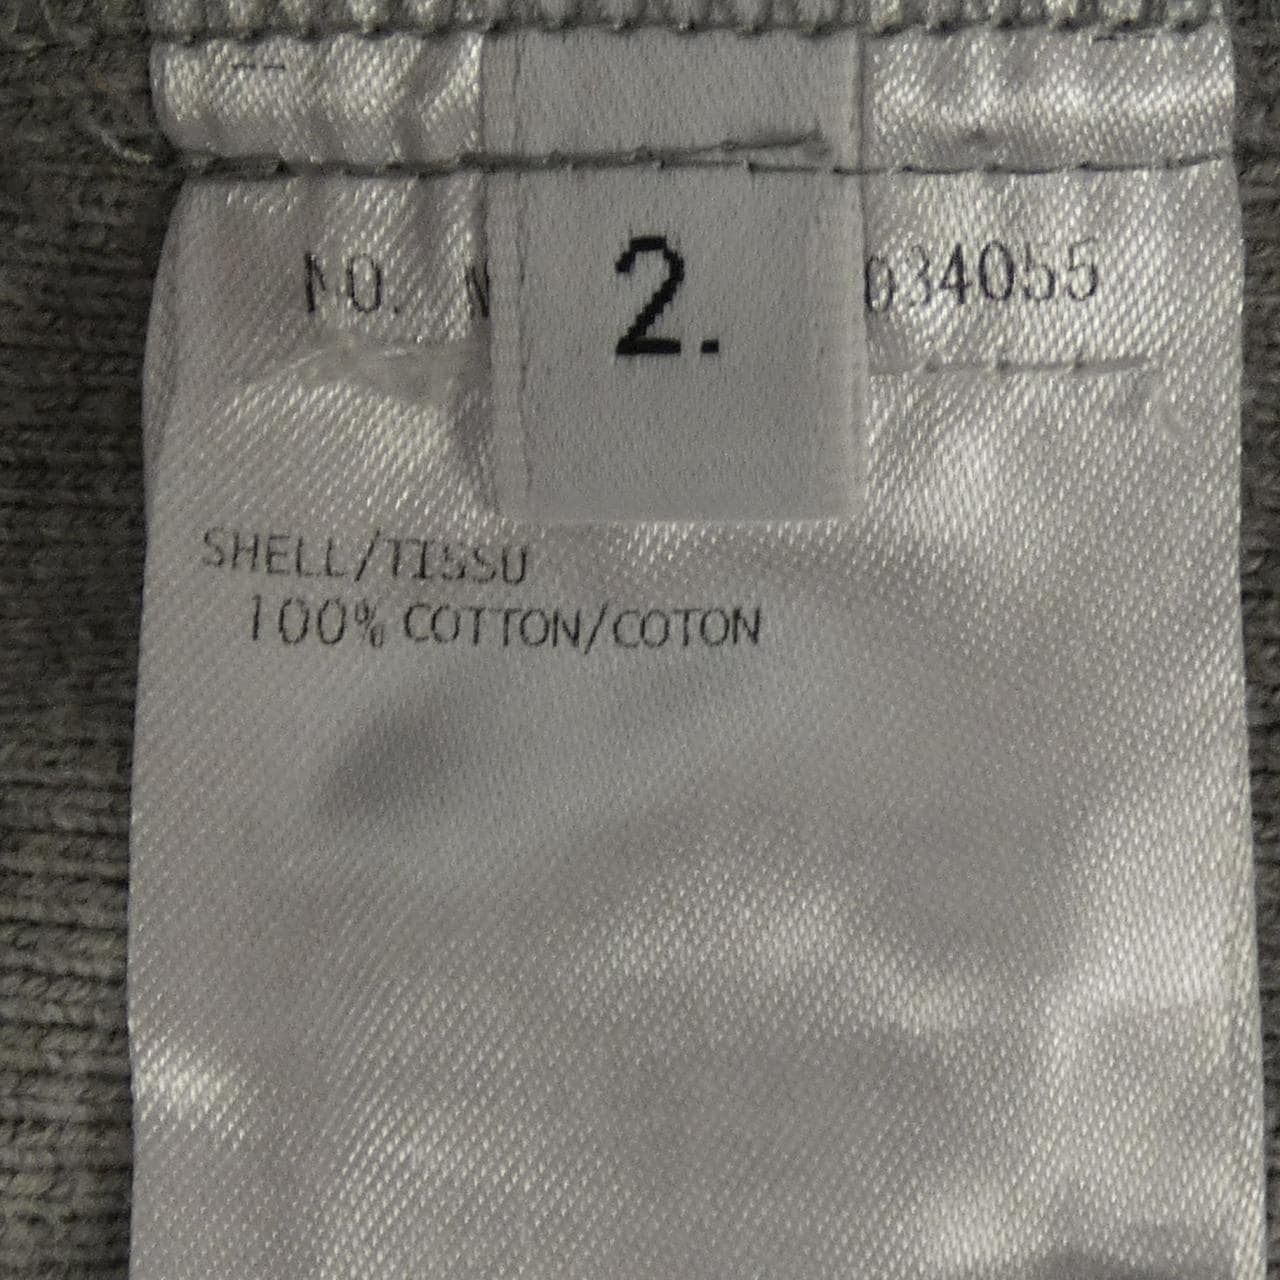 NO.
2.
034055
SHELL/TISSU
100% COTTON/COTON